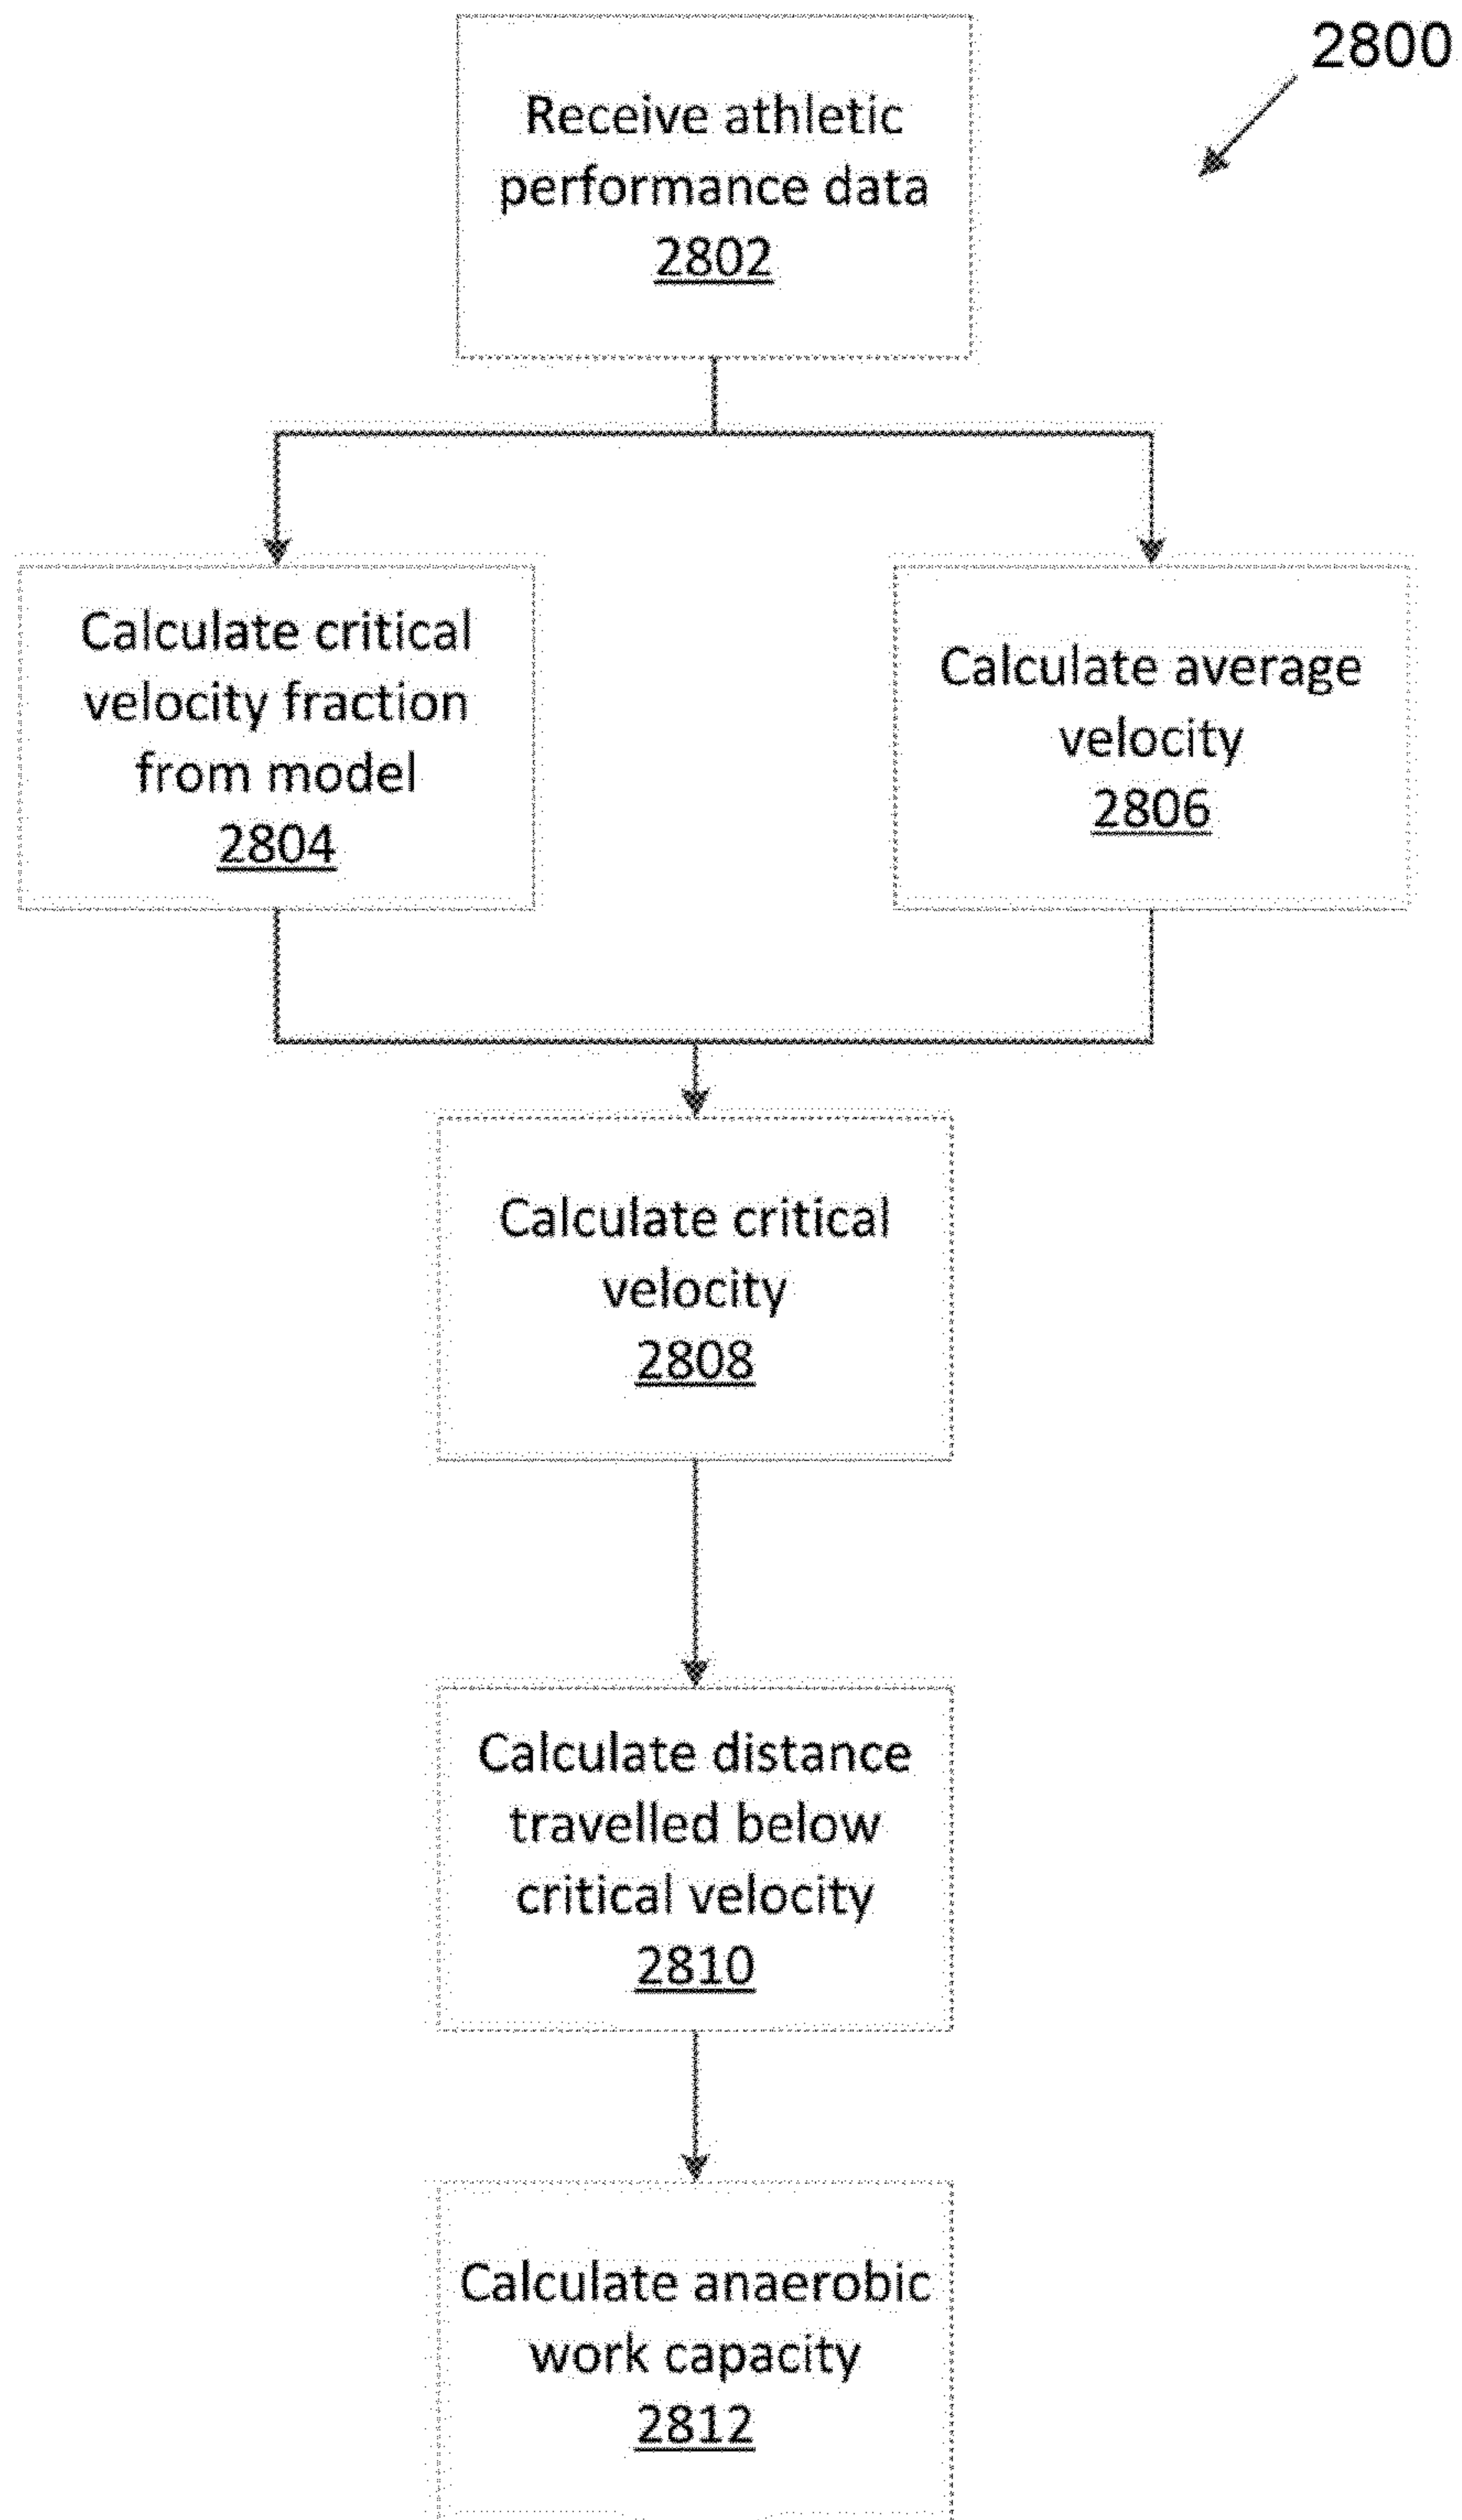 2800
Receive athletic
performance data
2802
Calculate critical
velocity fraction
from model
2804
Calculate average
velocity
2806
Calculate critical
velocity
2808
Calculate distance
travelled below
critical velocity
2810
Calculate anaerobic
work capacity
2812